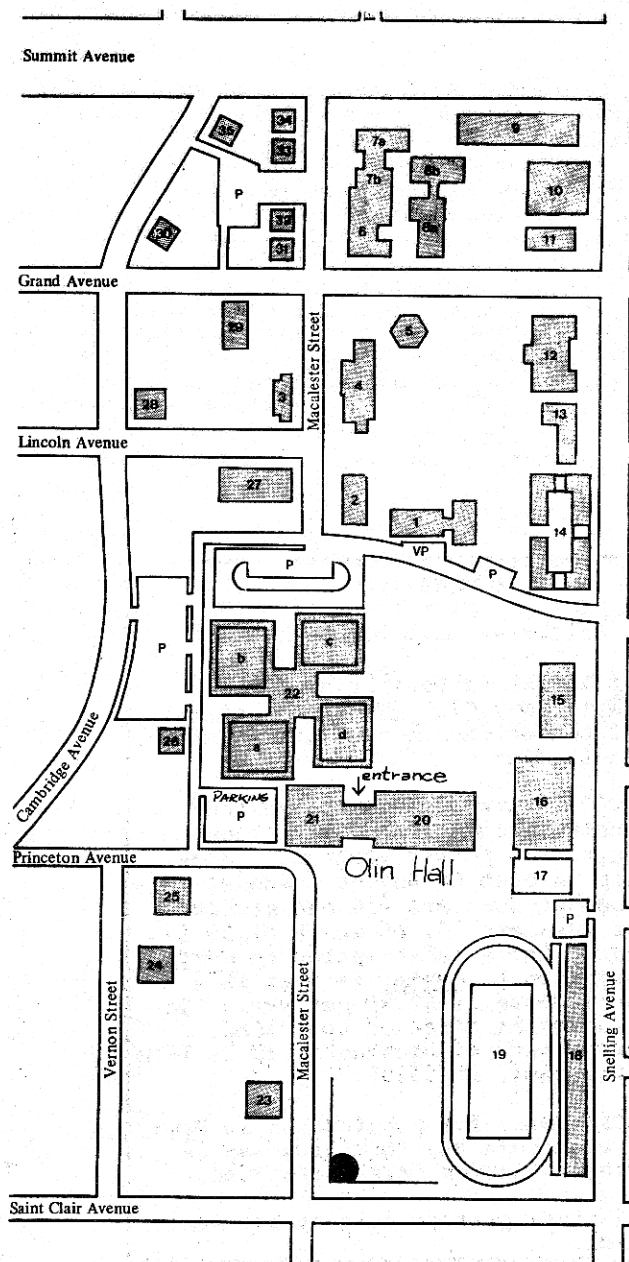 Summit Avenue
35
34
33
9
7a
7b
6b
10
P
32
30
31
6
6a
11
Grand Avenue
29
5
Macalester Street
12
4
28
3
13
Lincoln Avenue
27
2
1
14
VP
P
P
P
b
c
22
15
a
d
26
Cambridge Avenue
entrance
PARKING
P
21
20
16
Princeton Avenue
Olin Hall
17
25
P
24
Vernon Street
Macalester Street
Snelling Avenue
19
18
23
Saint Clair Avenue